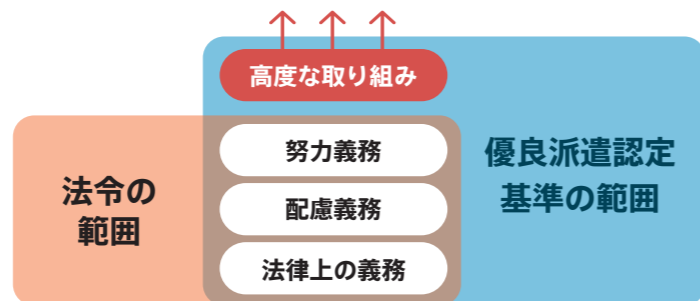 高度な取り組み
努力義務
配慮義務
法律上の義務
法令の
範囲
優良派遣認定
基準の範囲